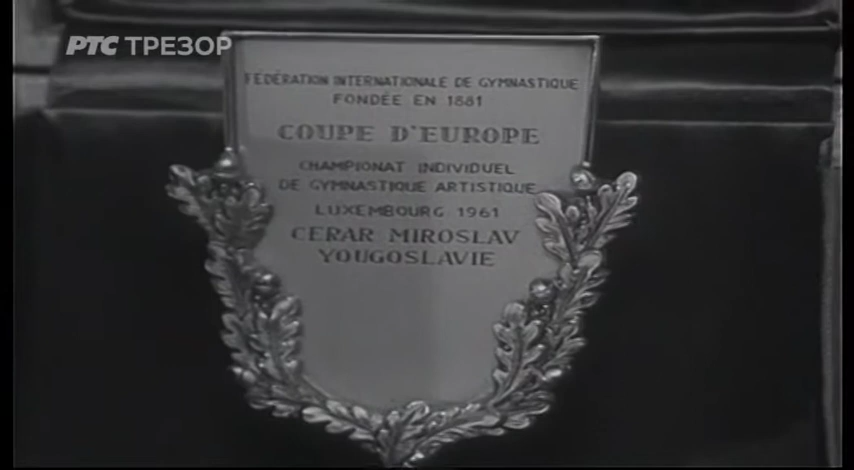 РТС ТРЕЗОР
FÉDÉRATION INTERNATIONALE DE GYMNASTIQUE
FONDÉE EN 1881
COUPE D'EUROPE
CHAMPIONAT INDIVIDUEL
DE GYMNASTIQUE ARTISTIQUE
LUXEMBOURG 1961
CERAR MIROSLAV
YOUGOSLAVIE